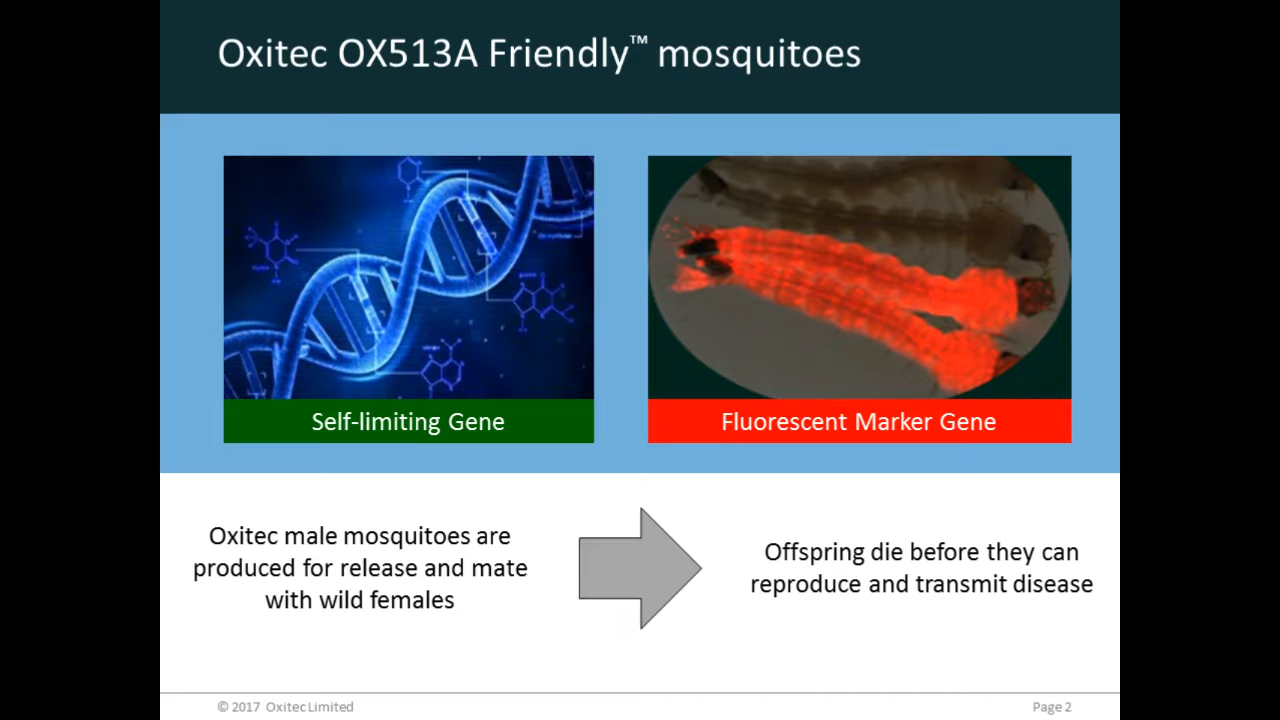 Oxitec OX513A Friendly™ mosquitoes
Self-limiting Gene
Fluorescent Marker Gene
Oxitec male mosquitoes are
produced for release and mate
with wild females
Offspring die before they can
reproduce and transmit disease
© 2017 Oxitec Limited
Page 2